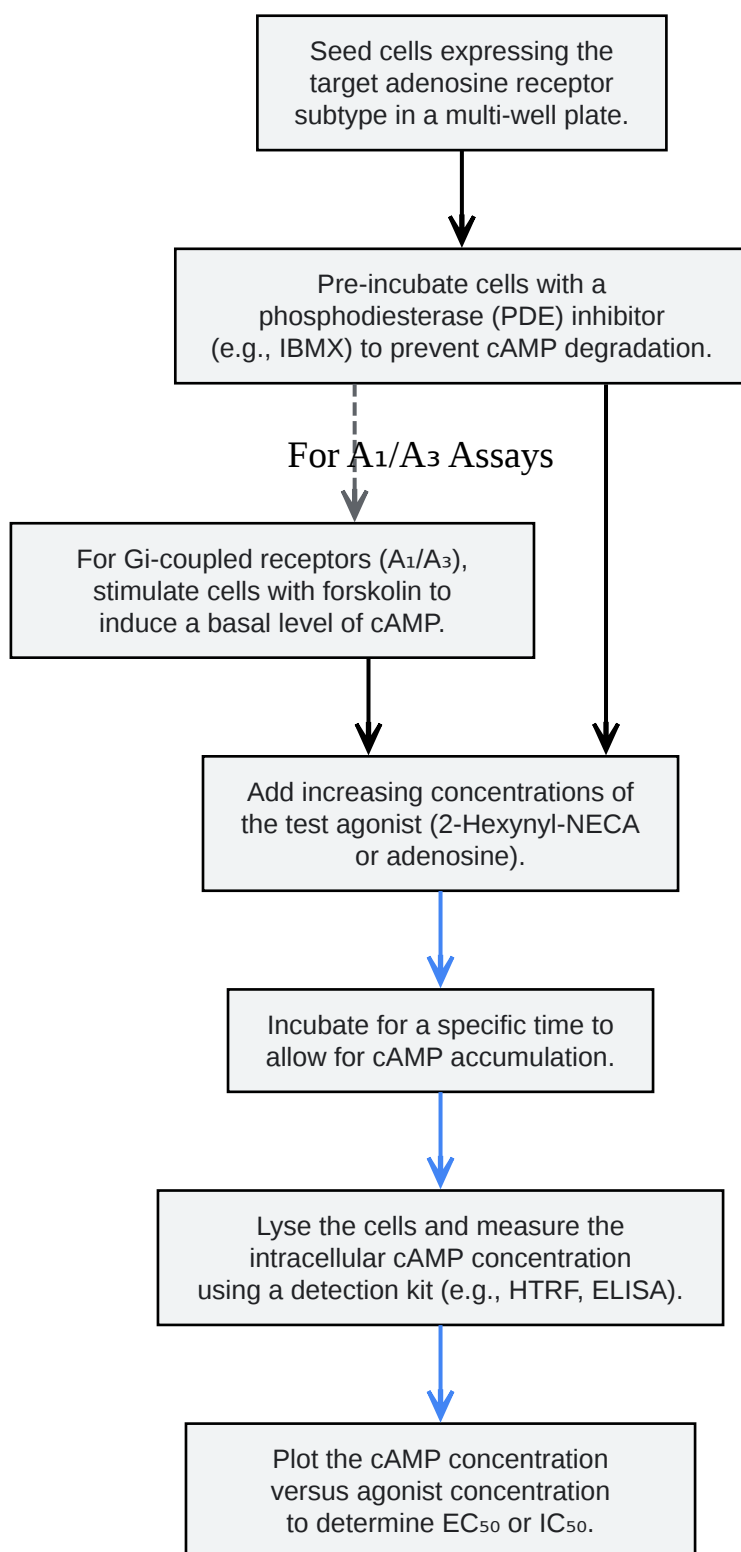 Seed cells expressing the
target adenosine receptor
subtype in a multi-well plate.
Pre-incubate cells with a
phosphodiesterase (PDE) inhibitor
(e.g., IBMX) to prevent cAMP degradation.
For A₁/A₃ Assays
For Gi-coupled receptors (A₁/A₃),
stimulate cells with forskolin to
induce a basal level of cAMP.
Add increasing concentrations of
the test agonist (2-Hexynyl-NECA
or adenosine).
Incubate for a specific time to
allow for cAMP accumulation.
Lyse the cells and measure the
intracellular cAMP concentration
using a detection kit (e.g., HTRF, ELISA).
Plot the cAMP concentration
versus agonist concentration
to determine EC₅₀ or IC₅₀.